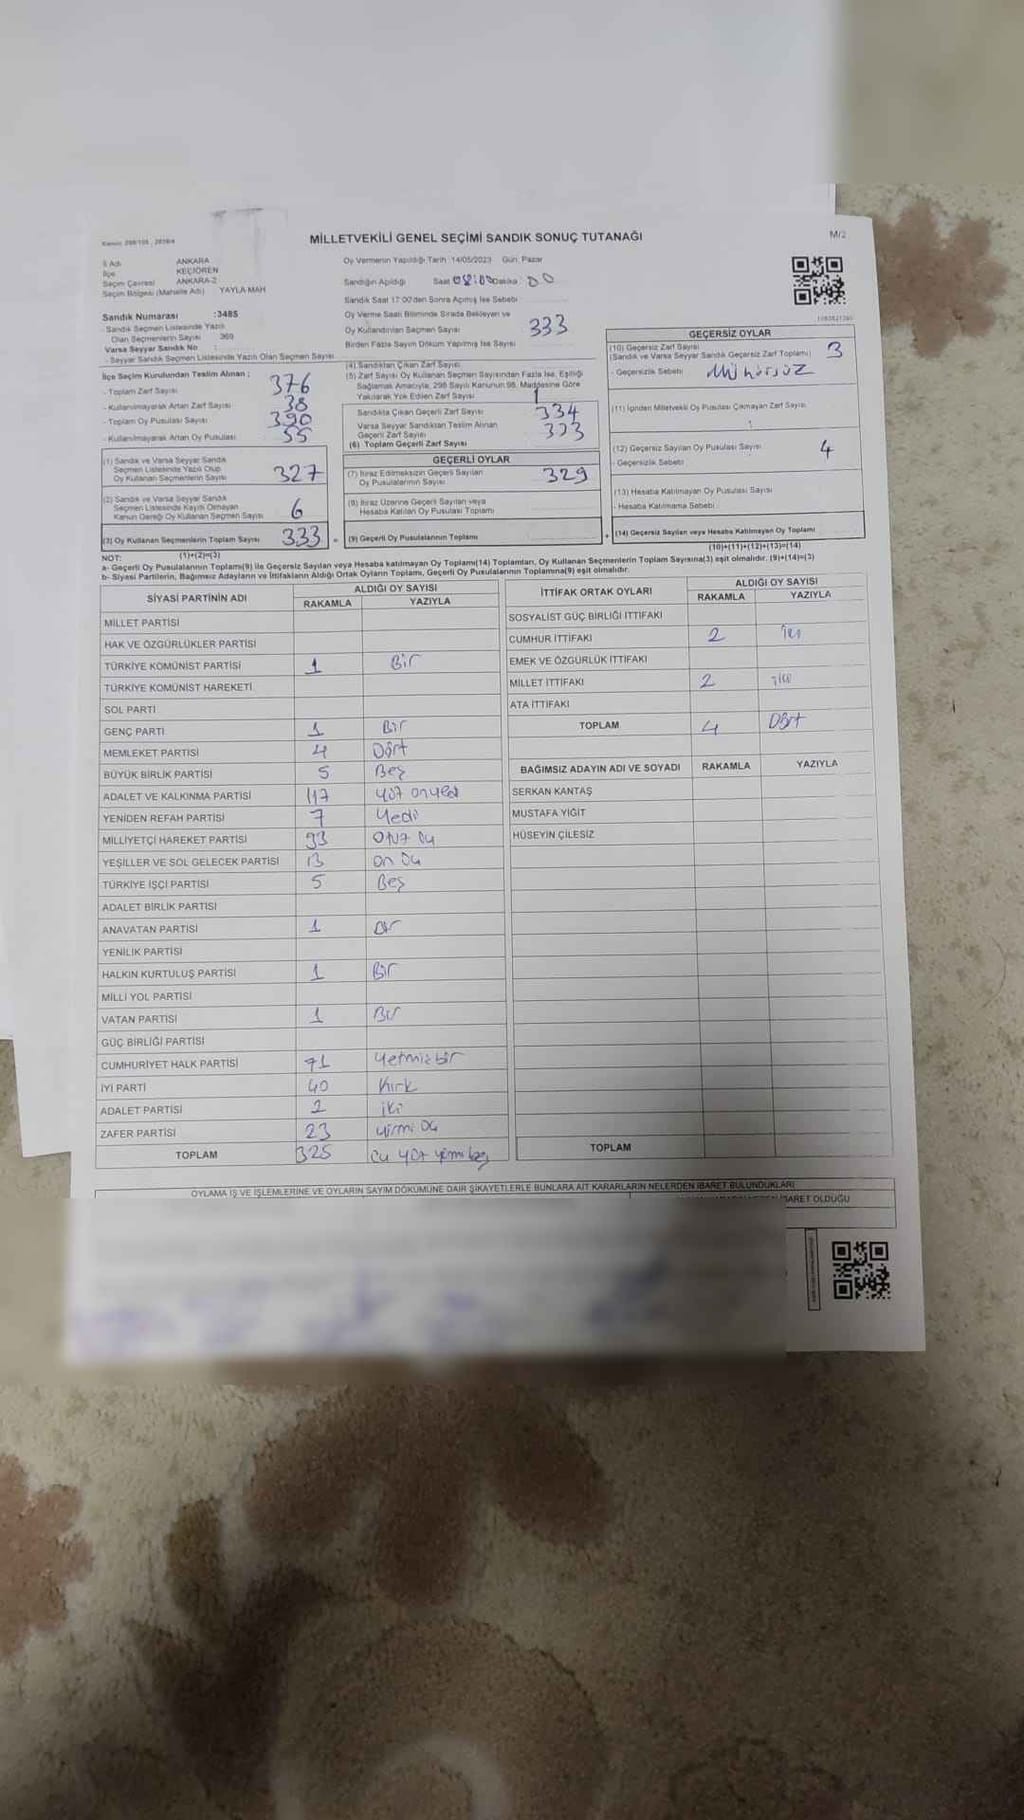 MİLLETVEKİLİ GENEL SEÇİMİ SANDIK SONUÇ TUTANAĞI
M/2
İl Adı ANKARA
İlçe KEÇİÖREN
Seçim Çevresi ANKARA-2
Seçim Bölgesi (Mahalle Adı) YAYLA MAH
Sandık Numarası :3485
- Sandık Seçmen Listesinde Yazılı
Olan Seçmenlerin Sayısı 369
Varsa Seyyar Sandık No :
- Seyyar Sandık Seçmen Listesinde Yazılı Olan Seçmen Sayısı
Oy Vermenin Yapıldığı Tarih :14/05/2023 Gün: Pazar
Sandığın Açıldığı Saat Dakika 00
Sandık Saat 17:00'den Sonra Açılmış İse Sebebi
Oy Verme Saati Bitiminde Sırada Bekleyen ve
Oy Kullandırılan Seçmen Sayısı 333
Birden Fazla Sayım Döküm Yapılmış İse Sayısı
İlçe Seçim Kurulundan Teslim Alınan :
- Toplam Zarf Sayısı 376
- Kullanılmayarak Artan Zarf Sayısı 38
- Toplam Oy Pusulası Sayısı 390
- Kullanılmayarak Artan Oy Pusulası 55
(1) Sandık ve Varsa Seyyar Sandık
Seçmen Listesinde Yazılı Olup
Oy Kullanan Seçmenlerin Sayısı 327
(2) Sandık ve Varsa Seyyar Sandık
Seçmen Listesinde Kayıtlı Olmayan
Kanun Gereği Oy Kullanan Seçmen Sayısı 6
(3) Oy Kullanan Seçmenlerin Toplam Sayısı 333
(1)+(2)=(3)
(4) Sandıktan Çıkan Zarf Sayısı
(5) Zarf Sayısı Oy Kullanan Seçmen Sayısından Fazla İse, Eşitliği
Sağlamak Amacıyla, 298 Sayılı Kanunun 98. Maddesine Göre
Yakılarak Yok Edilen Zarf Sayısı 1
Sandıkta Çıkan Geçerli Zarf Sayısı 334
Varsa Seyyar Sandıktan Teslim Alınan
Geçerli Zarf Sayısı 333
(6) Toplam Geçerli Zarf Sayısı
GEÇERLİ OYLAR
(7) İtiraz Edilmeksizin Geçerli Sayılan
Oy Pusulalarının Sayısı 329
(8) İtiraz Üzerine Geçerli Sayılan veya
Hesaba Katılan Oy Pusulası Toplamı
= (9) Geçerli Oy Pusulalarının Toplamı
GEÇERSİZ OYLAR
(10) Geçersiz Zarf Sayısı
(Sandık ve Varsa Seyyar Sandık Geçersiz Zarf Toplamı) 3
- Geçersizlik Sebebi Mühürsüz
(11) İçinden Milletvekili Oy Pusulası Çıkmayan Zarf Sayısı
(12) Geçersiz Sayılan Oy Pusulası Sayısı 4
- Geçersizlik Sebebi
(13) Hesaba Katılmayan Oy Pusulası Sayısı
- Hesaba Katılmama Sebebi
+ (14) Geçersiz Sayılan veya Hesaba Katılmayan Oy Toplamı
(10)+(11)+(12)+(13)=(14)
NOT:
a- Geçerli Oy Pusulalarının Toplamı(9) ile Geçersiz Sayılan veya Hesaba katılmayan Oy Toplamı(14) Toplamları, Oy Kullanan Seçmenlerin Toplam Sayısına(3) eşit olmalıdır. (9)+(14)=(3)
b- Siyasi Partilerin, Bağımsız Adayların ve İttifakların Aldığı Ortak Oyların Toplamı, Geçerli Oy Pusulalarının Toplamına(9) eşit olmalıdır.
SİYASİ PARTİNİN ADI ALDIĞI OY SAYISI
RAKAMLA YAZIYLA
MİLLET PARTİSİ
HAK VE ÖZGÜRLÜKLER PARTİSİ
TÜRKİYE KOMÜNİST PARTİSİ 1 Bir
TÜRKİYE KOMÜNİST HAREKETİ
SOL PARTİ
GENÇ PARTİ 1 Bir
MEMLEKET PARTİSİ 4 Dört
BÜYÜK BİRLİK PARTİSİ 5 Beş
ADALET VE KALKINMA PARTİSİ 117 yüz onyedi
YENİDEN REFAH PARTİSİ 7 Yedi
MİLLİYETÇİ HAREKET PARTİSİ 33 Otuz üç
YEŞİLLER VE SOL GELECEK PARTİSİ 13 on üç
TÜRKİYE İŞÇİ PARTİSİ 5 Beş
ADALET BİRLİK PARTİSİ
ANAVATAN PARTİSİ 1 Bir
YENİLİK PARTİSİ
HALKIN KURTULUŞ PARTİSİ 1 Bir
MİLLİ YOL PARTİSİ
VATAN PARTİSİ 1 Bir
GÜÇ BİRLİĞİ PARTİSİ
CUMHURİYET HALK PARTİSİ 71 Yetmiş bir
İYİ PARTİ 40 Kırk
ADALET PARTİSİ 2 iki
ZAFER PARTİSİ 23 yirmi üç
TOPLAM 325 üç yüz yirmi beş
İTTİFAK ORTAK OYLARI ALDIĞI OY SAYISI
RAKAMLA YAZIYLA
SOSYALİST GÜÇ BİRLİĞİ İTTİFAKI
CUMHUR İTTİFAKI 2 iki
EMEK VE ÖZGÜRLÜK İTTİFAKI
MİLLET İTTİFAKI 2 iki
ATA İTTİFAKI
TOPLAM 4 Dört
BAĞIMSIZ ADAYIN ADI VE SOYADI RAKAMLA YAZIYLA
SERKAN KANTAŞ
MUSTAFA YİĞİT
HÜSEYİN ÇİLESİZ
TOPLAM
OYLAMA İŞ VE İŞLEMLERİNE VE OYLARIN SAYIM DÖKÜMÜNE DAİR ŞİKAYETLERLE BUNLARA AİT KARARLARIN NELERDEN İBARET BULUNDUKLARI
İBARET OLDUĞU